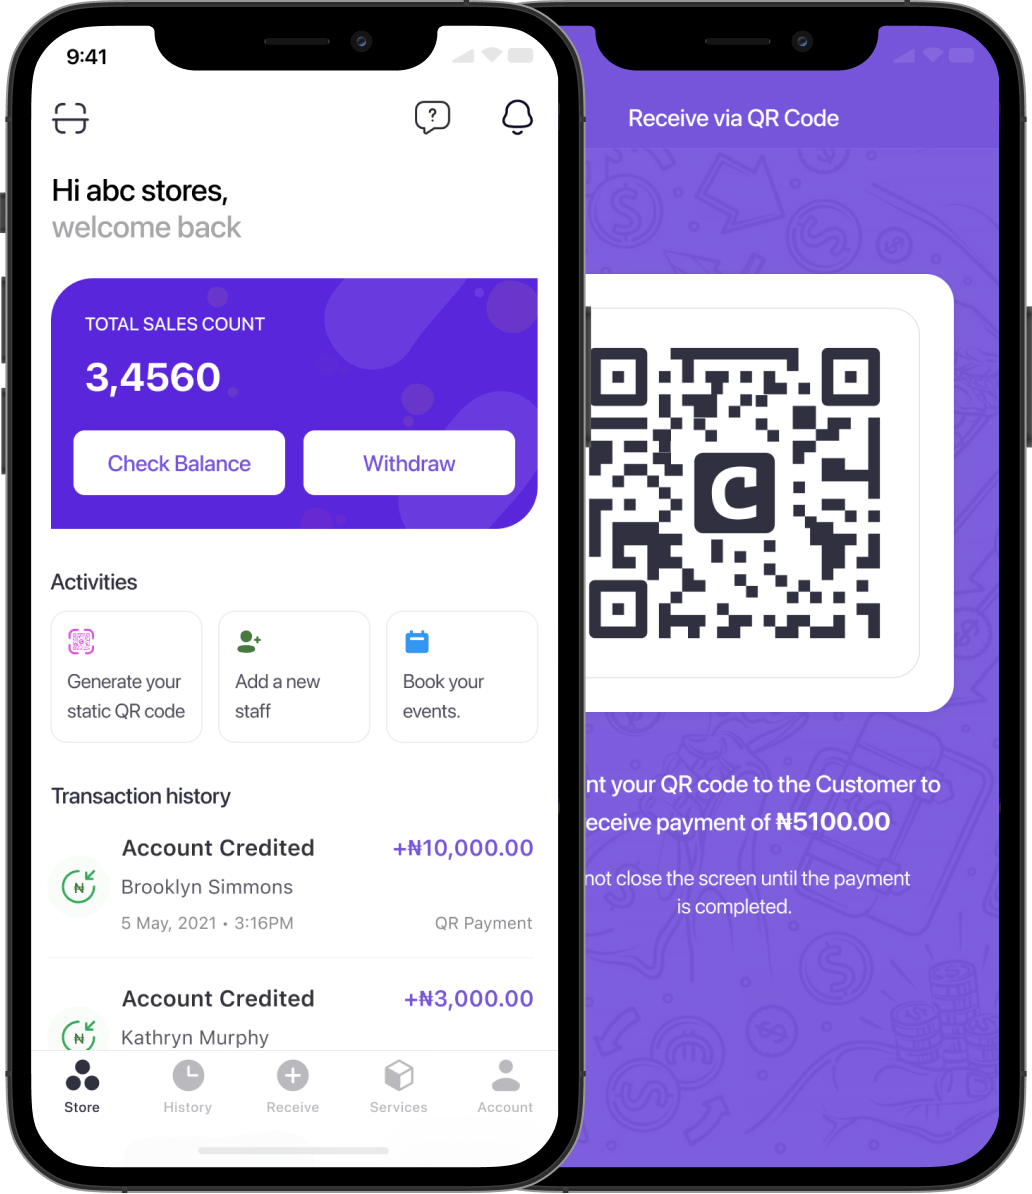 9:41
?
Hi abc stores,
welcome back
TOTAL SALES COUNT
3,4560
Check Balance
Withdraw
Activities
Generate your
static QR code
Add a new
staff
Book your
events.
Transaction history
Account Credited
+₦10,000.00
Brooklyn Simmons
5 May, 2021 • 3:16PM
QR Payment
Account Credited
+₦3,000.00
Kathryn Murphy
Store
History
Receive
Services
Account
Receive via QR Code
C
nt your QR code to the Customer to
eceive payment of ₦5100.00
not close the screen until the payment
is completed.